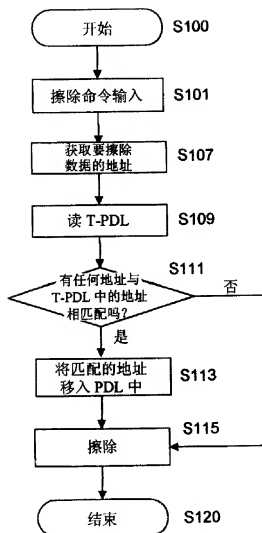 开始 S100
擦除命令输入 S101
获取要擦除 S107
数据的地址
读 T-PDL S109
S111
有任何地址与
T-PDL 中的地址 否
相匹配吗?
是
将匹配的地址 S113
移入 PDL 中
S115
擦除
结束 S120